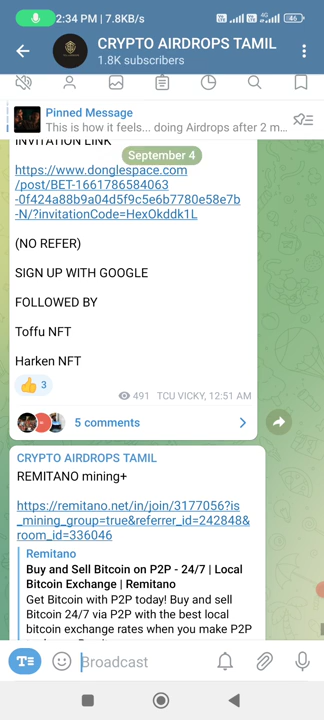 2:34 PM | 7.8KB/s
46
CRYPTO AIRDROPS TAMIL
1.8K subscribers
Pinned Message
This is how it feels... doing Airdrops after 2 m...
INVITATION LINK
September 4
https://www.donglespace.com
/post/BET-1661786584063
-0f424a88b9a04d5f9c5e6b7780e58e7b
-N/?invitationCode=HexOkddk1L
(NO REFER)
SIGN UP WITH GOOGLE
FOLLOWED BY
Toffu NFT
Harken NFT
3
491 TCU VICKY, 12:51 AM
5 comments
CRYPTO AIRDROPS TAMIL
REMITANO mining+
https://remitano.net/in/join/3177056?is
_mining_group=true&referrer_id=242848&
room_id=336046
Remitano
Buy and Sell Bitcoin on P2P - 24/7 | Local
Bitcoin Exchange | Remitano
Get Bitcoin with P2P today! Buy and sell
Bitcoin 24/7 via P2P with the best local
bitcoin exchange rates when you make P2P
Broadcast